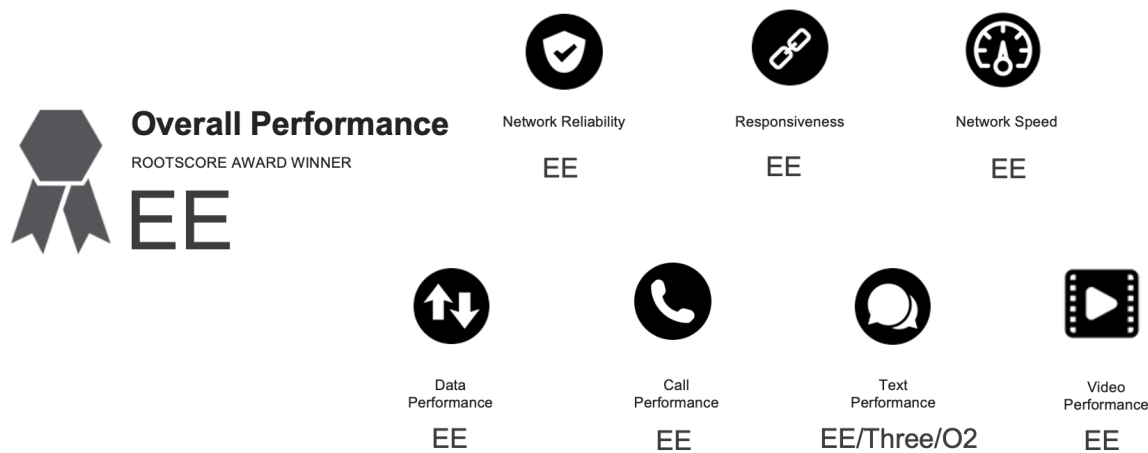 Overall Performance
ROOTSCORE AWARD WINNER
EE
Network Reliability
EE
Responsiveness
EE
Network Speed
EE
Data
Performance
EE
Call
Performance
EE
Text
Performance
EE/Three/O2
Video
Performance
EE